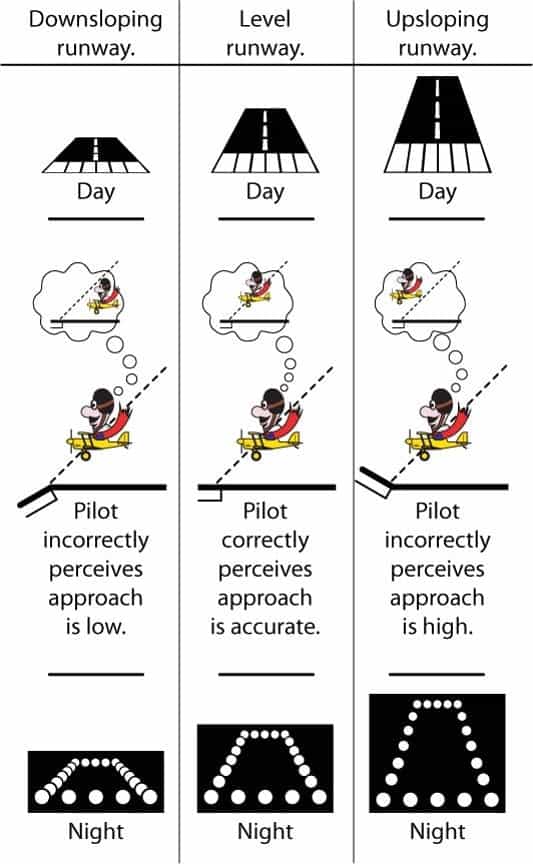 Downsloping
runway.
Level
runway.
Upsloping
runway.
Day
Day
Day
Pilot
incorrectly
perceives
approach
is low.
Pilot
correctly
perceives
approach
is accurate.
Pilot
incorrectly
perceives
approach
is high.
Night
Night
Night